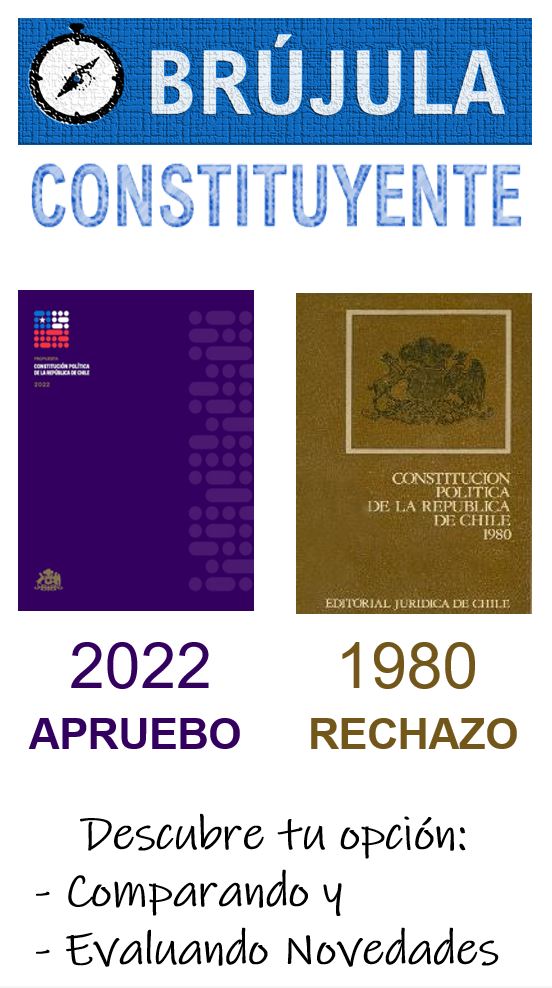 BRÚJULA
CONSTITUYENTE
PROPUESTA
CONSTITUCIÓN POLÍTICA
DE LA REPÚBLICA DE CHILE
2022
CONSTITUCION
POLITICA
DE LA REPUBLICA
DE CHILE
1980
EDITORIAL JURIDICA DE CHILE
2022
1980
APRUEBO
RECHAZO
Descubre tu opción:
- Comparando y
- Evaluando Novedades